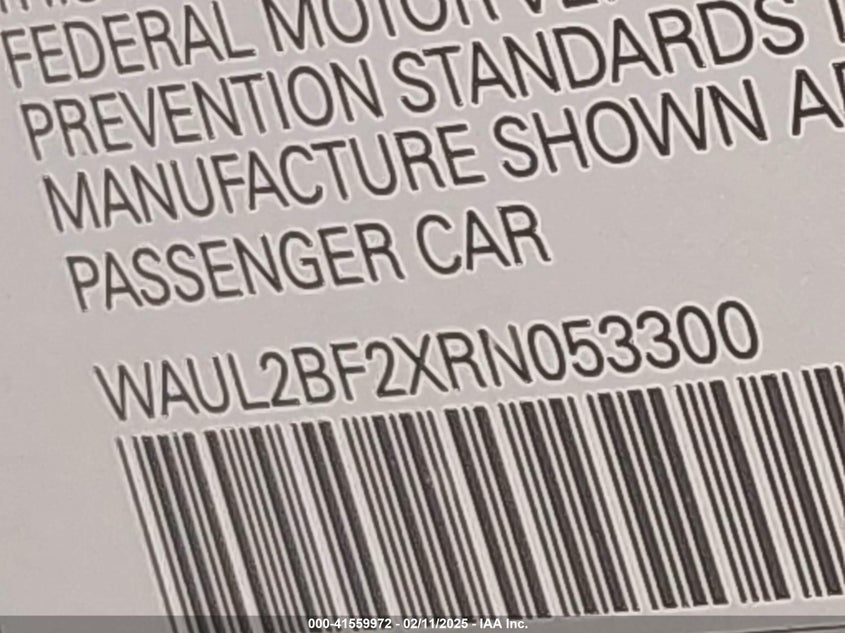 FEDERAL MOTOR
PREVENTION STANDARDS
MANUFACTURE SHOWN
PASSENGER CAR
WAUL2BF2XRN053300
000-41559972 - 02/11/2025 - IAA Inc.